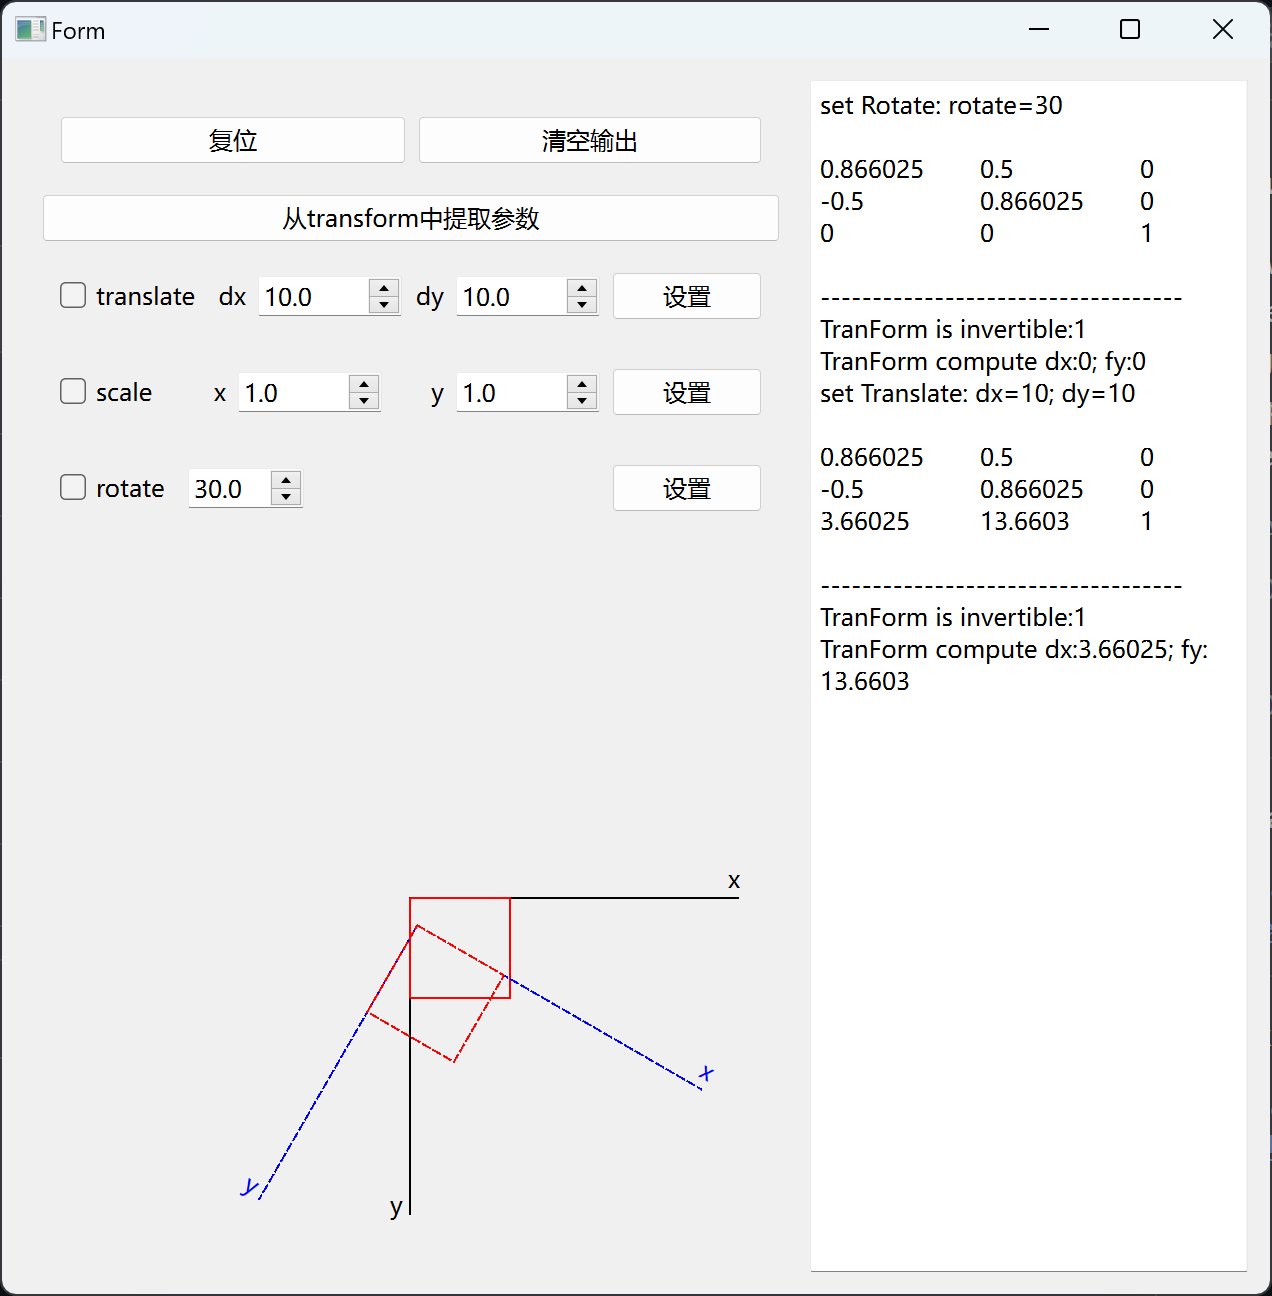 Form
复位 清空输出
从transform中提取参数
translate dx 10.0 dy 10.0 设置
scale x 1.0 y 1.0 设置
rotate 30.0 设置
set Rotate: rotate=30
0.866025 0.5 0
-0.5 0.866025 0
0 0 1
-----------------------------------
TranForm is invertible:1
TranForm compute dx:0; fy:0
set Translate: dx=10; dy=10
0.866025 0.5 0
-0.5 0.866025 0
3.66025 13.6603 1
-----------------------------------
TranForm is invertible:1
TranForm compute dx:3.66025; fy:
13.6603
x
x
y
y